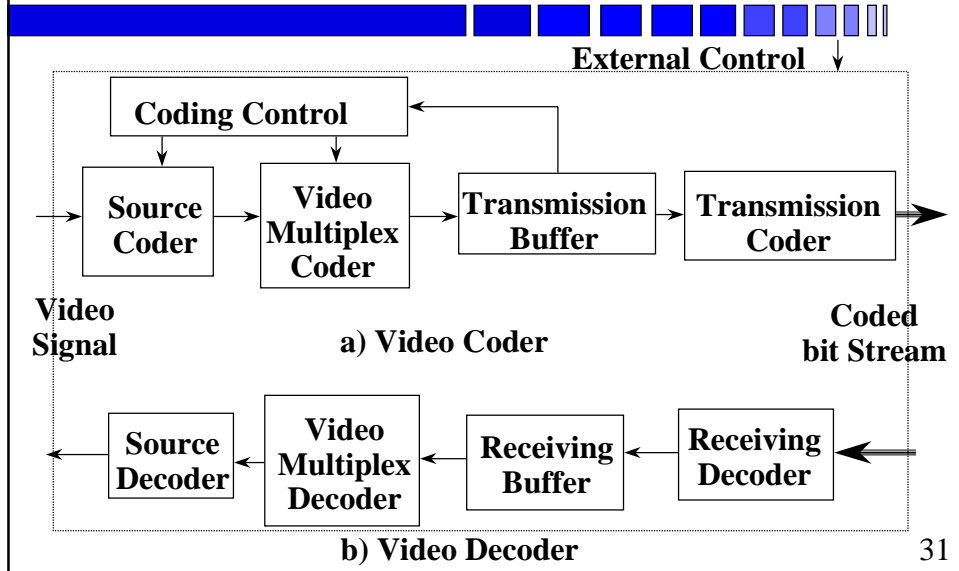 External Control
Coding Control
Source
Coder
Video
Multiplex
Coder
Transmission
Buffer
Transmission
Coder
Video
Signal
a) Video Coder
Coded
bit Stream
Source
Decoder
Video
Multiplex
Decoder
Receiving
Buffer
Receiving
Decoder
b) Video Decoder
31